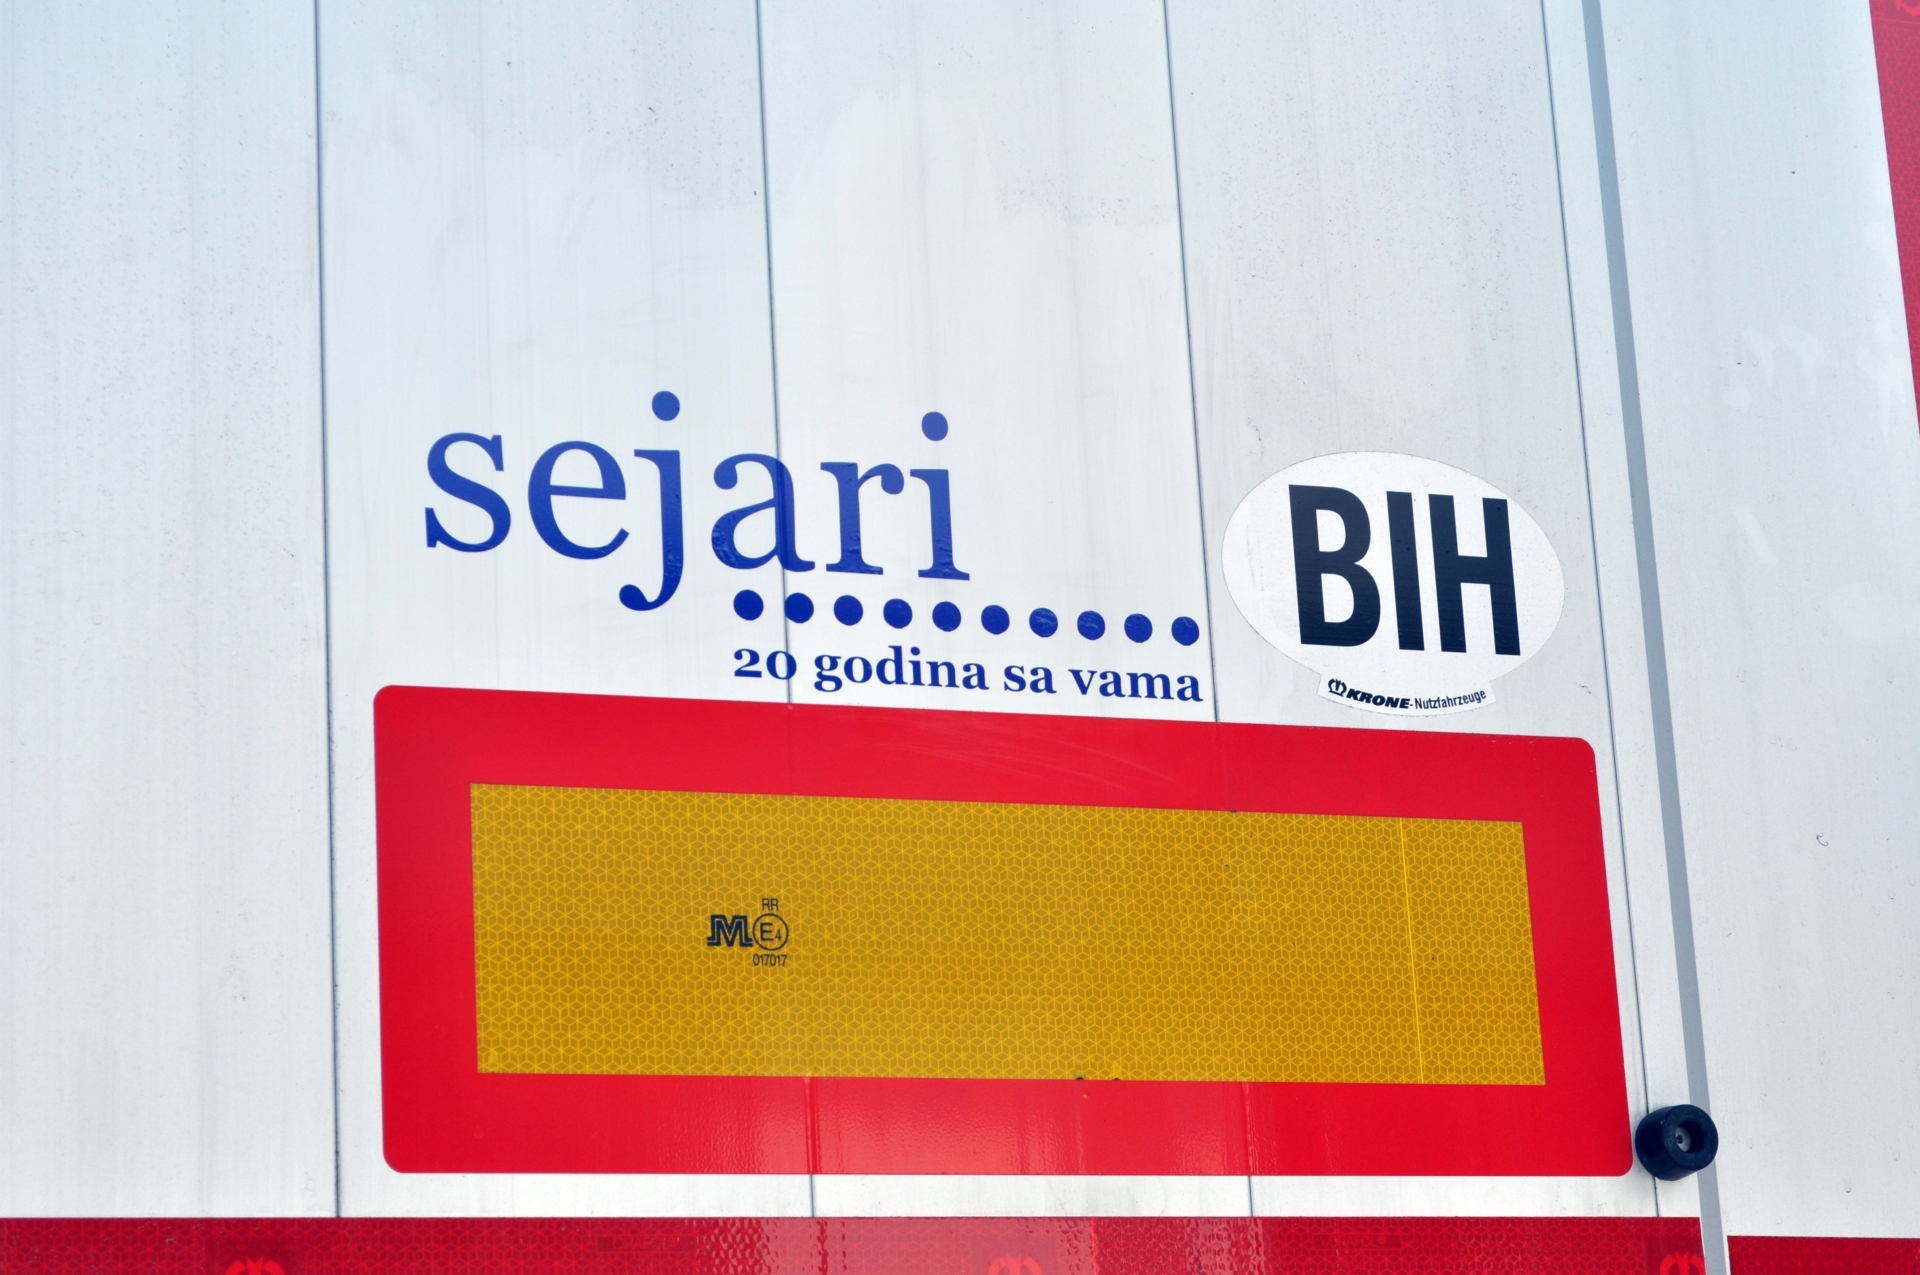 sejari
20 godina sa vama
BIH
KRONE-Nutzfahrzeuge
RR
M E4
017017